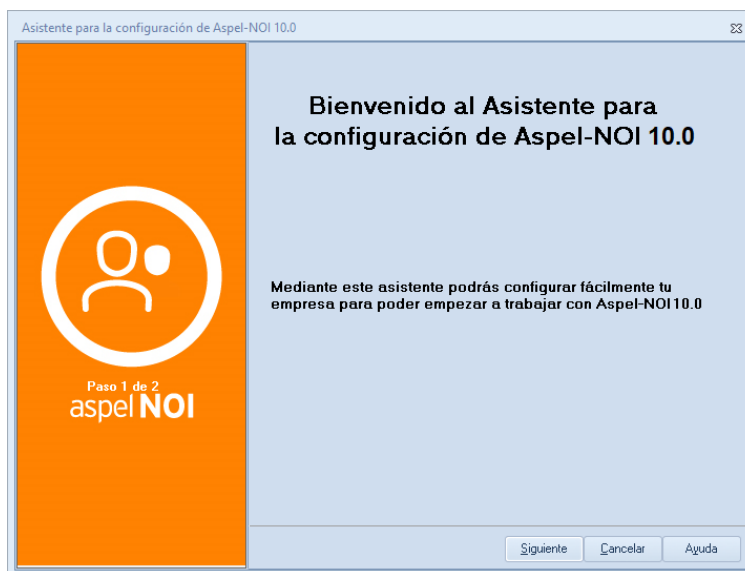 Asistente para la configuración de Aspel-NOI 10.0
Bienvenido al Asistente para
la configuración de Aspel-NOI 10.0
Mediante este asistente podrás configurar fácilmente tu
empresa para poder empezar a trabajar con Aspel-NOI 10.0
Paso 1 de 2
aspel NOI
Siguiente Cancelar Ayuda